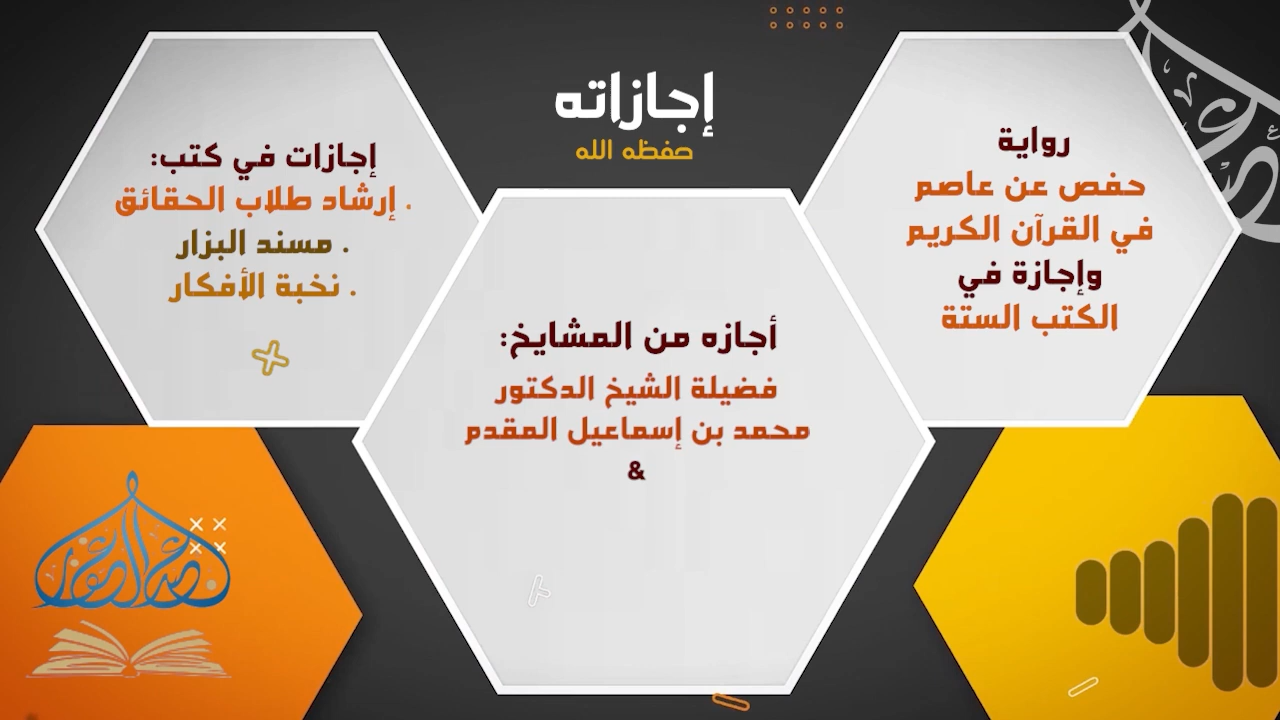 إجازاته
حفظه الله
رواية
حفص عن عاصم
في القرآن الكريم
وإجازة في
الكتب الستة
أجازه من المشايخ:
فضيلة الشيخ الدكتور
محمد بن إسماعيل المقدم
&
إجازات في كتب:
. إرشاد طلاب الحقائق
. مسند البزار
. نخبة الأفكار